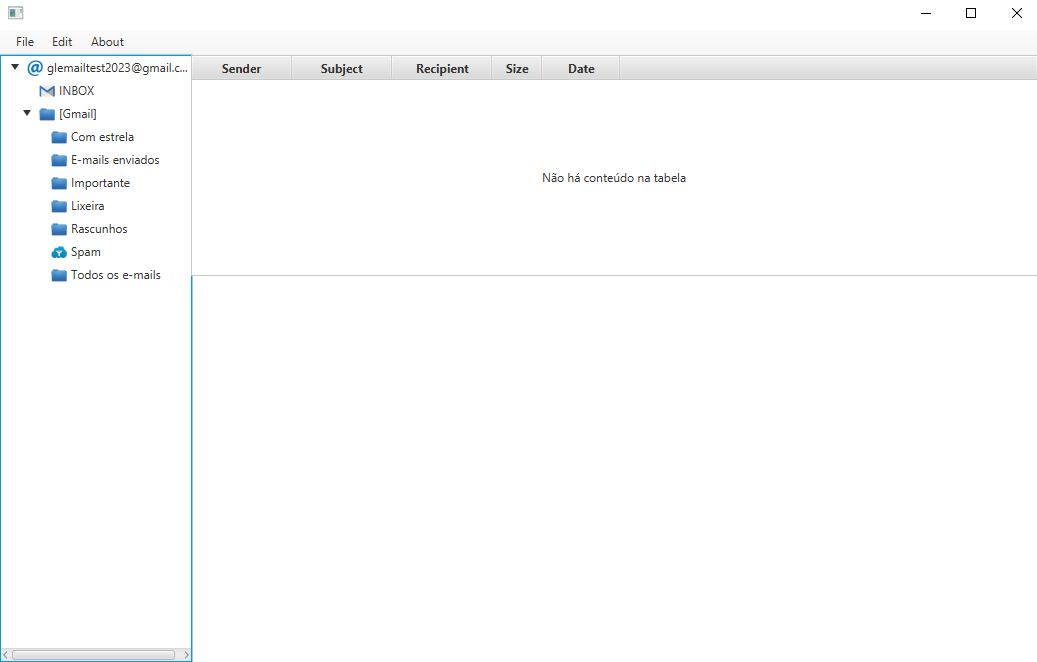 File Edit About
glemailtest2023@gmail.c...
INBOX
[Gmail]
Com estrela
E-mails enviados
Importante
Lixeira
Rascunhos
Spam
Todos os e-mails
Sender Subject Recipient Size Date
Não há conteúdo na tabela